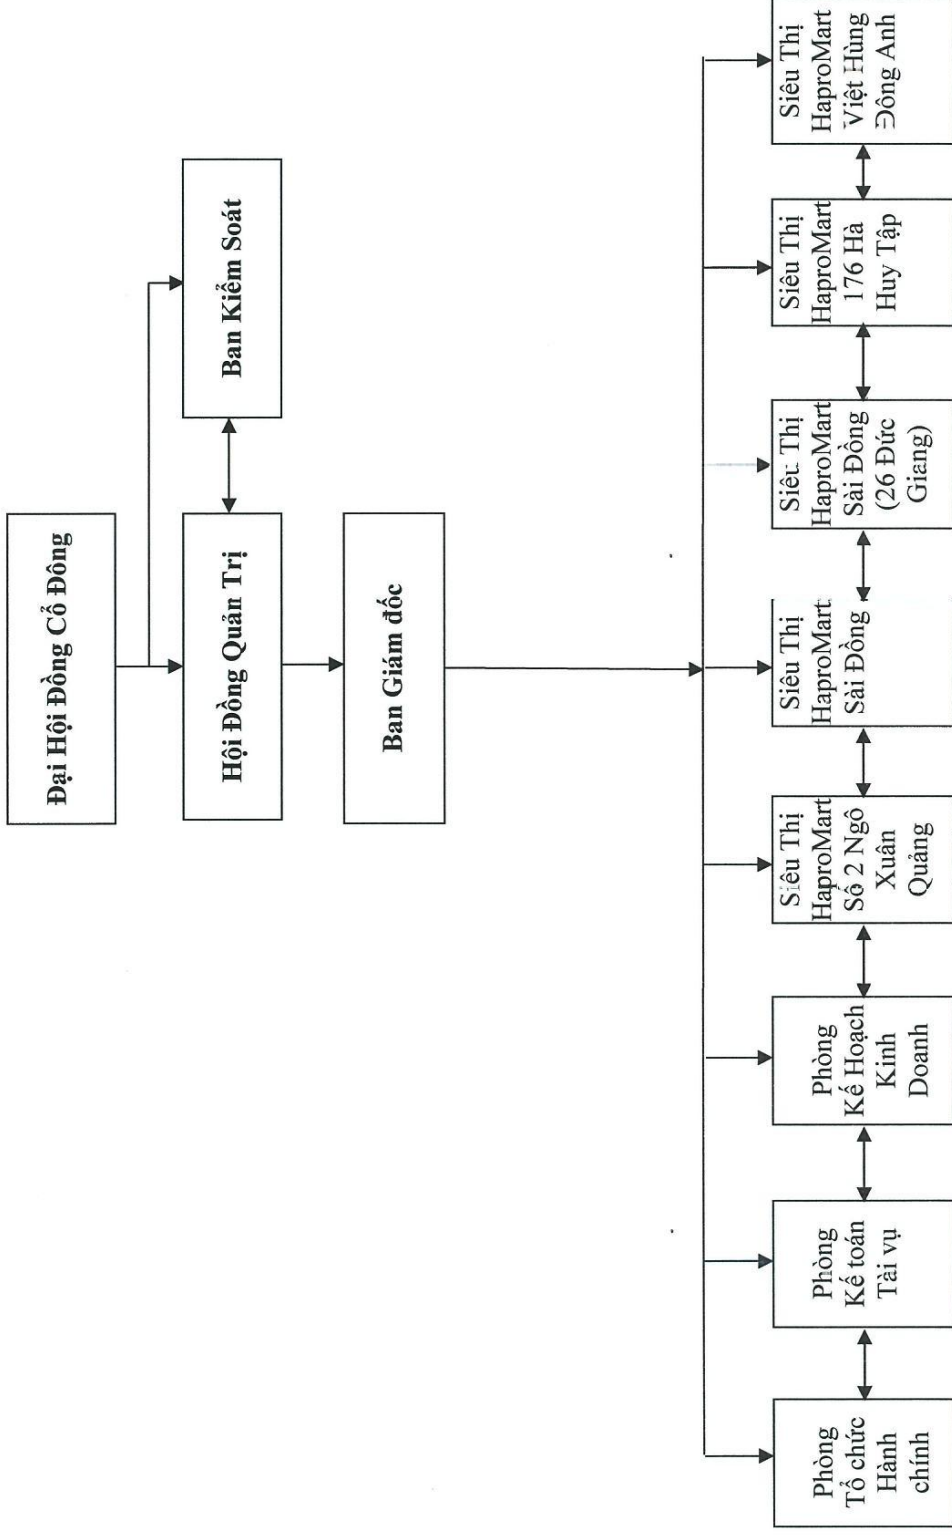 Đại Hội Đồng Cổ Đông
Ban Kiểm Soát
Hội Đồng Quản Trị
Ban Giám đốc
Phòng
Tổ chức
Hành
chính
Phòng
Kế toán
Tài vụ
Phòng
Kế Hoạch
Kinh
Doanh
Siêu Thị
HaproMart
Số 2 Ngô
Xuân
Quảng
Siêu Thị
HaproMart
Sài Đồng
Siêu Thị
HaproMart
Sài Đồng
(26 Đức
Giang)
Siêu Thị
HaproMart
176 Hà
Huy Tập
Siêu Thị
HaproMart
Việt Hùng
Đông Anh